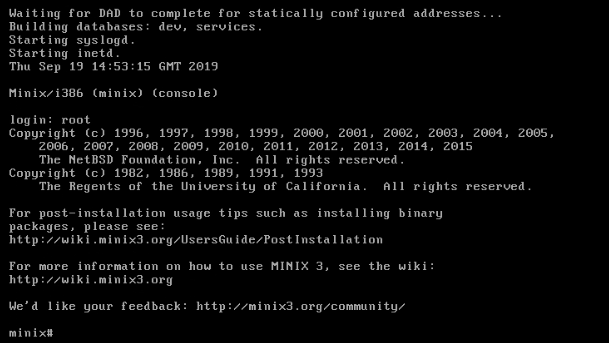 Waiting for DAD to complete for statically configured addresses...
Building databases: dev, services.
Starting syslogd.
Starting inetd.
Thu Sep 19 14:53:15 GMT 2019
Minix/i386 (minix) (console)
login: root
Copyright (c) 1996, 1997, 1998, 1999, 2000, 2001, 2002, 2003, 2004, 2005,
2006, 2007, 2008, 2009, 2010, 2011, 2012, 2013, 2014, 2015
The NetBSD Foundation, Inc.  All rights reserved.
Copyright (c) 1982, 1986, 1989, 1991, 1993
The Regents of the University of California.  All rights reserved.
For post-installation usage tips such as installing binary
packages, please see:
http://wiki.minix3.org/UsersGuide/PostInstallation
For more information on how to use MINIX 3, see the wiki:
http://wiki.minix3.org
We'd like your feedback: http://minix3.org/community/
minix#